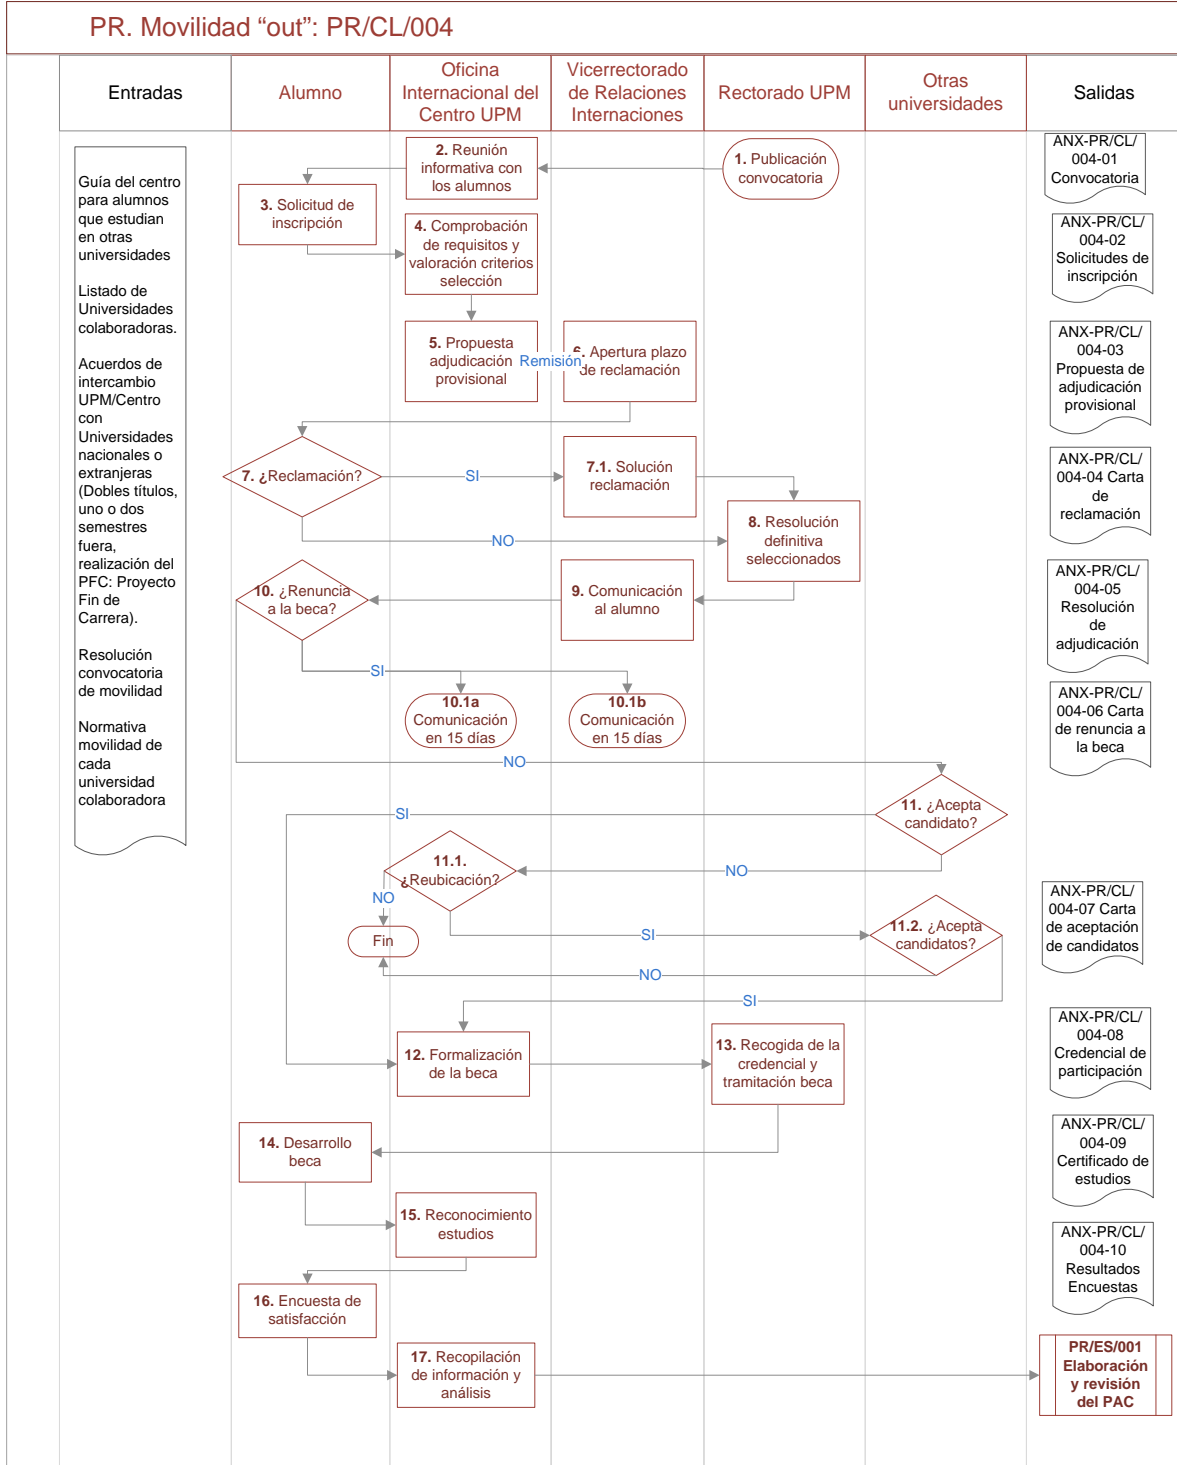 PR. Movilidad “out”: PR/CL/004
Entradas
Alumno
Oficina
Internacional del
Centro UPM
Vicerrectorado
de Relaciones
Internaciones
Rectorado UPM
Otras
universidades
Salidas
Guía del centro
para alumnos
que estudian
en otras
universidades
Listado de
Universidades
colaboradoras.
Acuerdos de
intercambio
UPM/Centro
con
Universidades
nacionales o
extranjeras
(Dobles títulos,
uno o dos
semestres
fuera,
realización del
PFC: Proyecto
Fin de
Carrera).
Resolución
convocatoria
de movilidad
Normativa
movilidad de
cada
universidad
colaboradora
1. Publicación
convocatoria
2. Reunión
informativa con
los alumnos
3. Solicitud de
inscripción
4. Comprobación
de requisitos y
valoración criterios
selección
5. Propuesta
adjudicación
provisional
Remisión
6. Apertura plazo
de reclamación
7. ¿Reclamación?
SI
7.1. Solución
reclamación
NO
8. Resolución
definitiva
seleccionados
9. Comunicación
al alumno
10. ¿Renuncia
a la beca?
SI
10.1a
Comunicación
en 15 días
10.1b
Comunicación
en 15 días
NO
11. ¿Acepta
candidato?
SI
NO
11.1.
¿Reubicación?
NO
Fin
SI
11.2. ¿Acepta
candidatos?
NO
SI
12. Formalización
de la beca
13. Recogida de la
credencial y
tramitación beca
14. Desarrollo
beca
15. Reconocimiento
estudios
16. Encuesta de
satisfacción
17. Recopilación
de información y
análisis
ANX-PR/CL/
004-01
Convocatoria
ANX-PR/CL/
004-02
Solicitudes de
inscripción
ANX-PR/CL/
004-03
Propuesta de
adjudicación
provisional
ANX-PR/CL/
004-04 Carta
de
reclamación
ANX-PR/CL/
004-05
Resolución
de
adjudicación
ANX-PR/CL/
004-06 Carta
de renuncia a
la beca
ANX-PR/CL/
004-07 Carta
de aceptación
de candidatos
ANX-PR/CL/
004-08
Credencial de
participación
ANX-PR/CL/
004-09
Certificado de
estudios
ANX-PR/CL/
004-10
Resultados
Encuestas
PR/ES/001
Elaboración
y revisión
del PAC